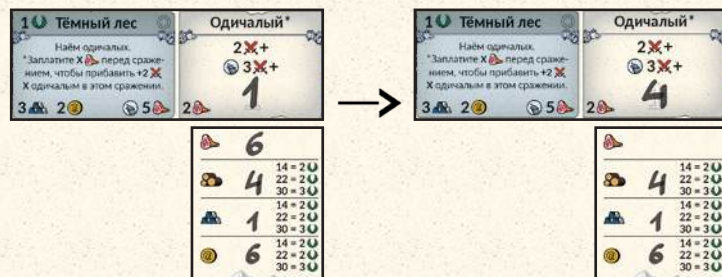 1 Тёмный лес
Наём одичалых.
*Заплатите X перед сраже-
нием, чтобы прибавить +2
X одичалым в этом сражении.
3 2 5
Одичалый*
2 +
3 +
1
2
6
4 14 = 2
22 = 2
30 = 3
1 14 = 2
22 = 2
30 = 3
6 14 = 2
22 = 2
30 = 3
1 Тёмный лес
Наём одичалых.
*Заплатите X перед сраже-
нием, чтобы прибавить +2
X одичалым в этом сражении.
3 2 5
Одичалый*
2 +
3 +
4
2
4 14 = 2
22 = 2
30 = 3
1 14 = 2
22 = 2
30 = 3
6 14 = 2
22 = 2
30 = 3